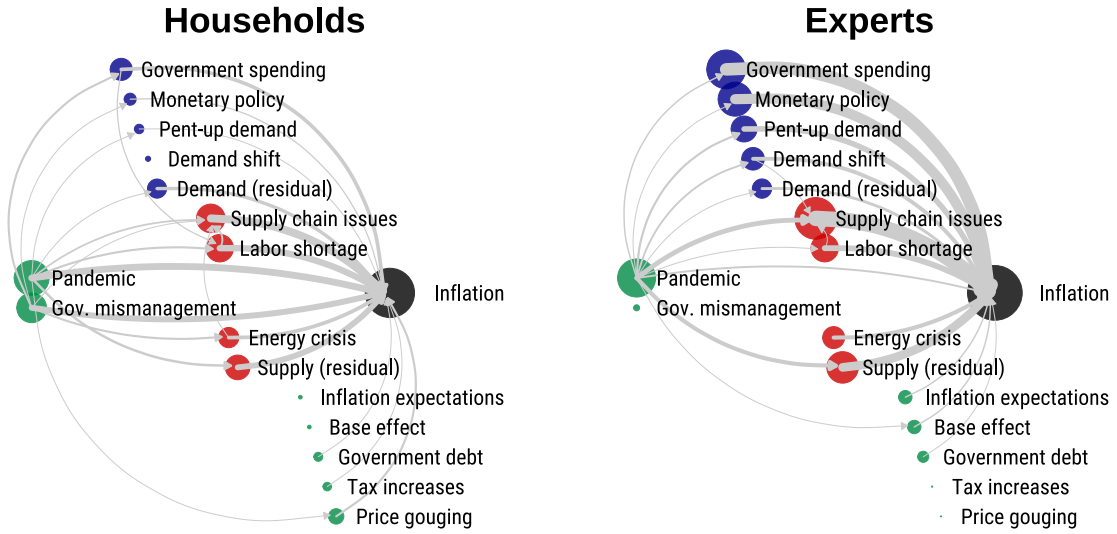 Households
Government spending
Monetary policy
Pent-up demand
Demand shift
Demand (residual)
Supply chain issues
Labor shortage
Pandemic
Inflation
Gov. mismanagement
Energy crisis
Supply (residual)
Inflation expectations
Base effect
Government debt
Tax increases
Price gouging
Experts
Government spending
Monetary policy
Pent-up demand
Demand shift
Demand (residual)
Supply chain issues
Labor shortage
Pandemic
Inflation
Gov. mismanagement
Energy crisis
Supply (residual)
Inflation expectations
Base effect
Government debt
Tax increases
Price gouging